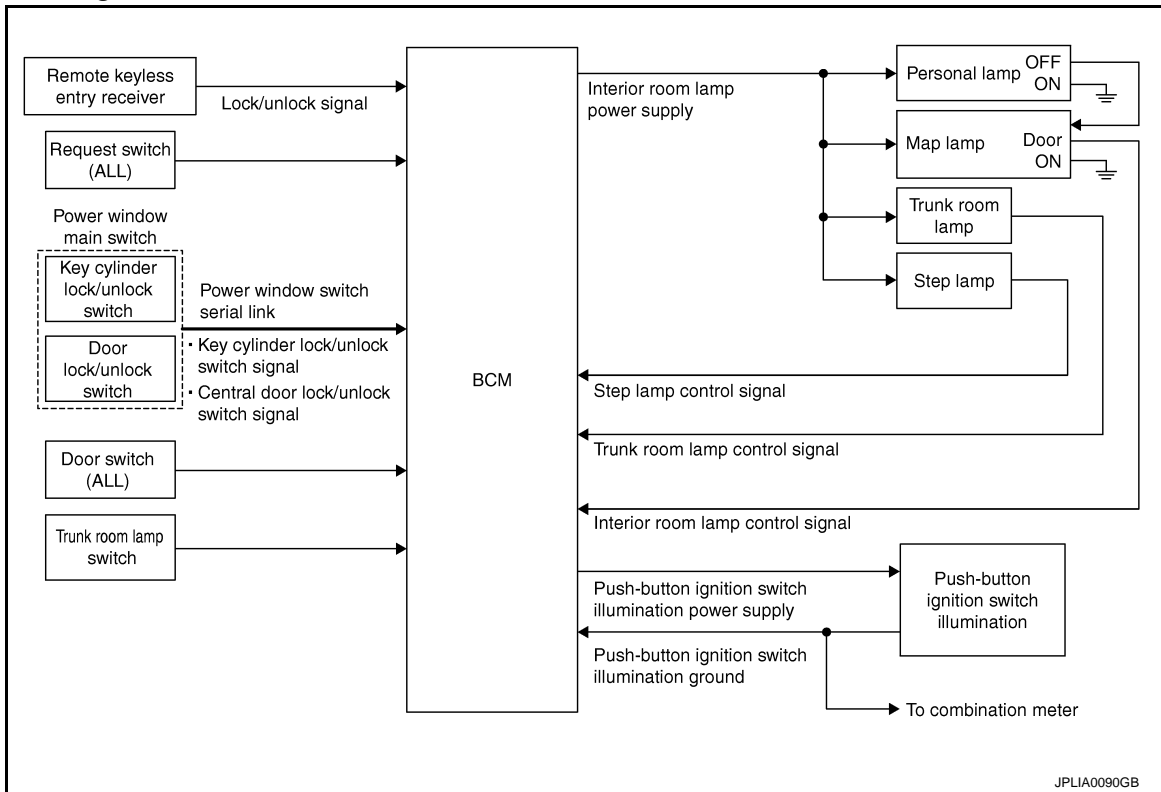 Remote keyless
entry receiver
Lock/unlock signal
Request switch
(ALL)
Power window
main switch
Key cylinder
lock/unlock
switch
Door
lock/unlock
switch
Power window switch
serial link
· Key cylinder lock/unlock
switch signal
· Central door lock/unlock
switch signal
Door switch
(ALL)
Trunk room lamp
switch
BCM
Interior room lamp
power supply
Personal lamp
OFF
ON
Map lamp
Door
ON
Trunk room
lamp
Step lamp
Step lamp control signal
Trunk room lamp control signal
Interior room lamp control signal
Push-button ignition switch
illumination power supply
Push-button
ignition switch
illumination
Push-button ignition switch
illumination ground
To combination meter
JPLIA0090GB